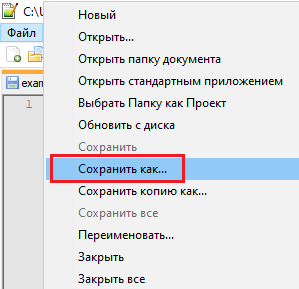 C:\U
Файл
Новый
Открыть...
Открыть папку документа
Открыть стандартным приложением
Выбрать Папку как Проект
Обновить с диска
Сохранить
Сохранить как...
Сохранить копию как...
Сохранить все
Переименовать...
Закрыть
Закрыть все
exam
1